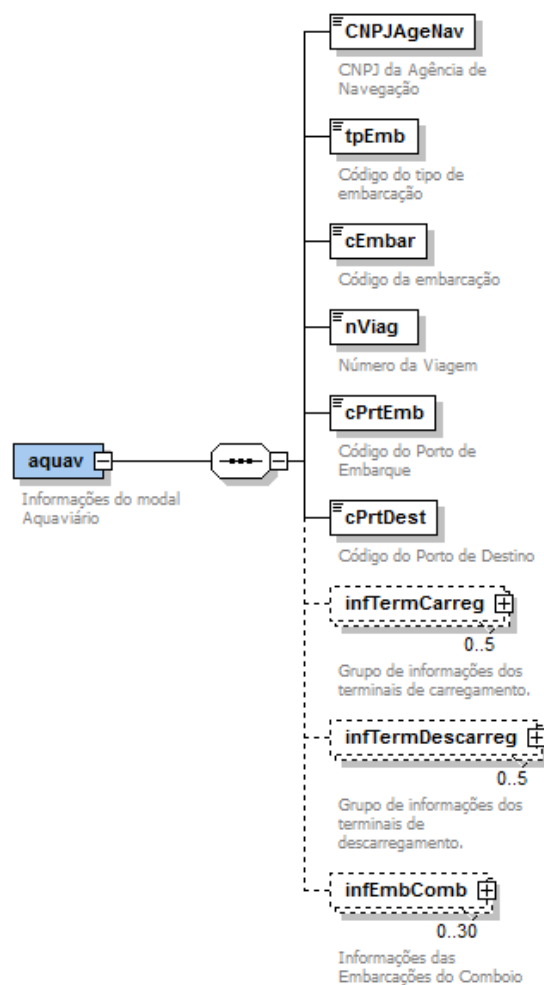 CNPJAgeNav
CNPJ da Agência de
Navegação
tpEmb
Código do tipo de
embarcação
cEmbar
Código da embarcação
nViag
Número da Viagem
cPrtEmb
Código do Porto de
Embarque
aquav
Informações do modal
Aquaviário
cPrtDest
Código do Porto de Destino
infTermCarreg
0..5
Grupo de informações dos
terminais de carregamento.
infTermDescarreg
0..5
Grupo de informações dos
terminais de
descarregamento.
infEmbComb
0..30
Informações das
Embarcações do Comboio